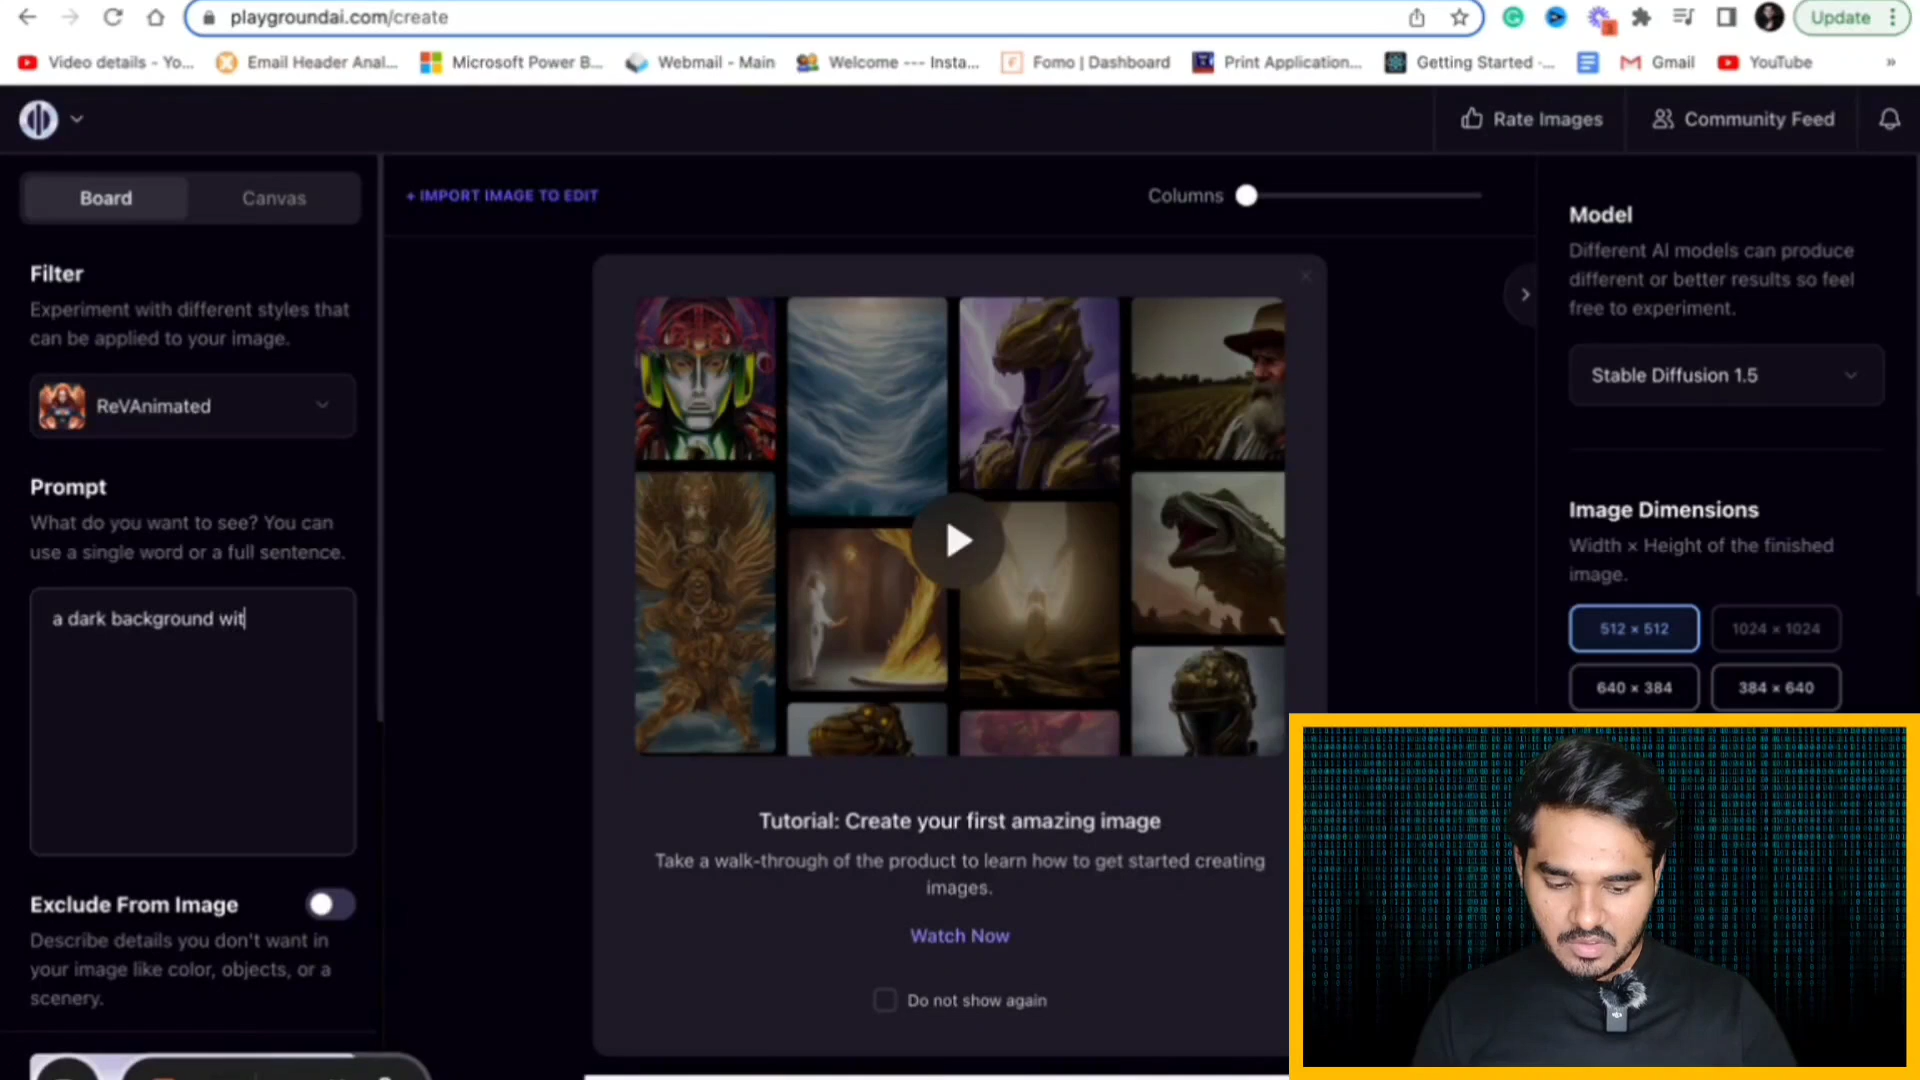 playgroundai.com/create
Update
Video details - Yo...
Email Header Anal...
Microsoft Power B...
Webmail - Main
Welcome --- Insta...
Fomo | Dashboard
Print Application...
Getting Started -...
Gmail
YouTube
»
Rate Images
Community Feed
Board
Canvas
+ IMPORT IMAGE TO EDIT
Columns
Filter
Experiment with different styles that
can be applied to your image.
ReVAnimated
Prompt
What do you want to see? You can
use a single word or a full sentence.
a dark background wit
Exclude From Image
Describe details you don't want in
your image like color, objects, or a
scenery.
Tutorial: Create your first amazing image
Take a walk-through of the product to learn how to get started creating
images.
Watch Now
Do not show again
Model
Different AI models can produce
different or better results so feel
free to experiment.
Stable Diffusion 1.5
Image Dimensions
Width × Height of the finished
image.
512 × 512
1024 × 1024
640 × 384
384 × 640